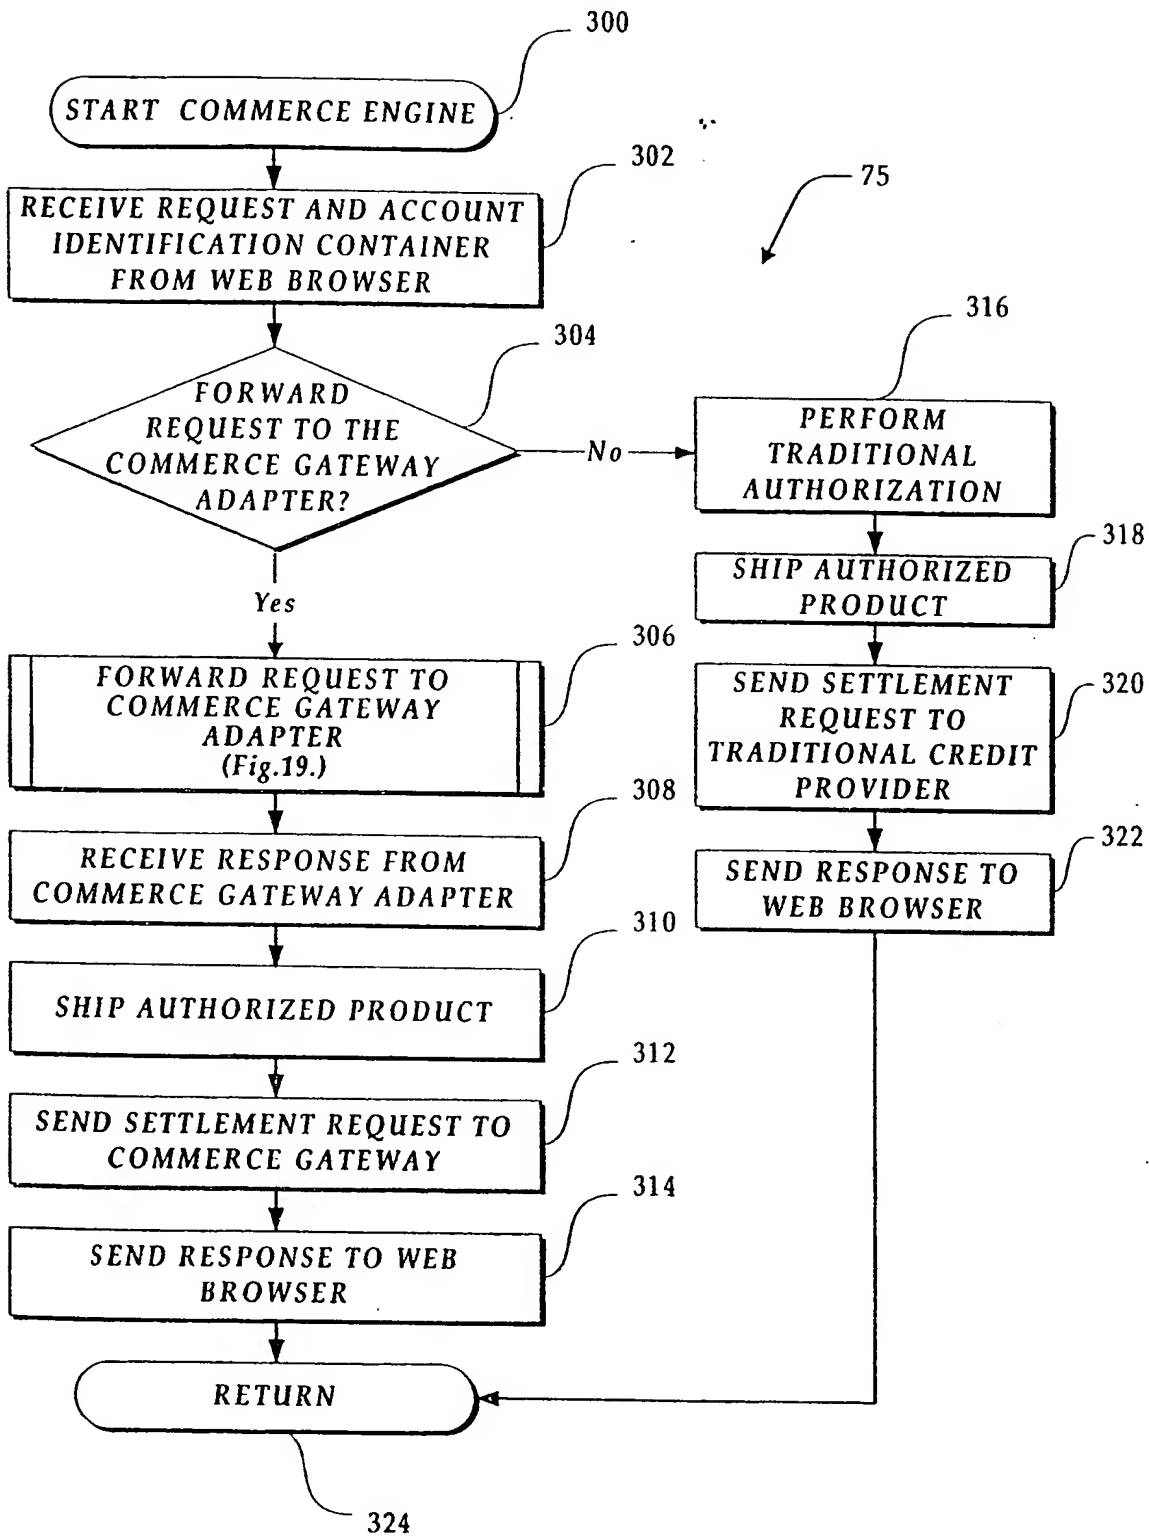 300
START COMMERCE ENGINE
302
RECEIVE REQUEST AND ACCOUNT
IDENTIFICATION CONTAINER
FROM WEB BROWSER
75
304
FORWARD
REQUEST TO THE
COMMERCE GATEWAY
ADAPTER?
No
Yes
316
PERFORM
TRADITIONAL
AUTHORIZATION
318
SHIP AUTHORIZED
PRODUCT
320
SEND SETTLEMENT
REQUEST TO
TRADITIONAL CREDIT
PROVIDER
322
SEND RESPONSE TO
WEB BROWSER
306
FORWARD REQUEST TO
COMMERCE GATEWAY
ADAPTER
(Fig.19.)
308
RECEIVE RESPONSE FROM
COMMERCE GATEWAY ADAPTER
310
SHIP AUTHORIZED PRODUCT
312
SEND SETTLEMENT REQUEST TO
COMMERCE GATEWAY
314
SEND RESPONSE TO WEB
BROWSER
RETURN
324